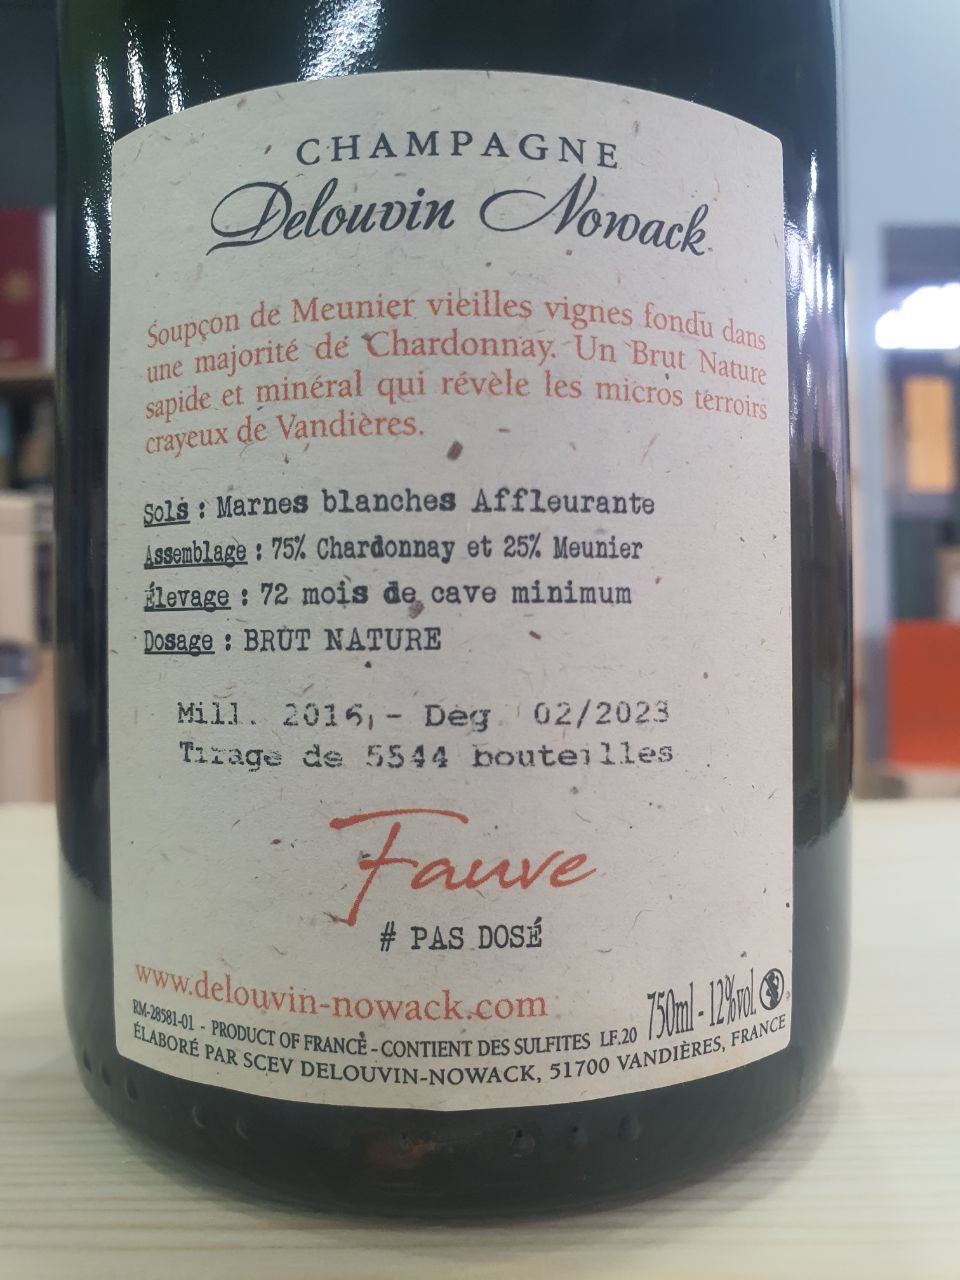 CHAMPAGNE
Delouvin Nowack
Soupçon de Meunier vieilles vignes fondu dans
une majorité de Chardonnay. Un Brut Nature
sapide et minéral qui révèle les micros terroirs
crayeux de Vandières.
Sols : Marnes blanches Affleurante
Assemblage : 75% Chardonnay et 25% Meunier
Élevage : 72 mois de cave minimum
Dosage : BRUT NATURE
Mill. 2016,- Deg 02/2023
Tirage de 5544 bouteilles
Fauve
# PAS DOSÉ
www.delouvin-nowack.com
RM-28581-01 - PRODUCT OF FRANCE - CONTIENT DES SULFITES LF.20 750ml - 12%vol.
ÉLABORÉ PAR SCEV DELOUVIN-NOWACK, 51700 VANDIÈRES, FRANCE